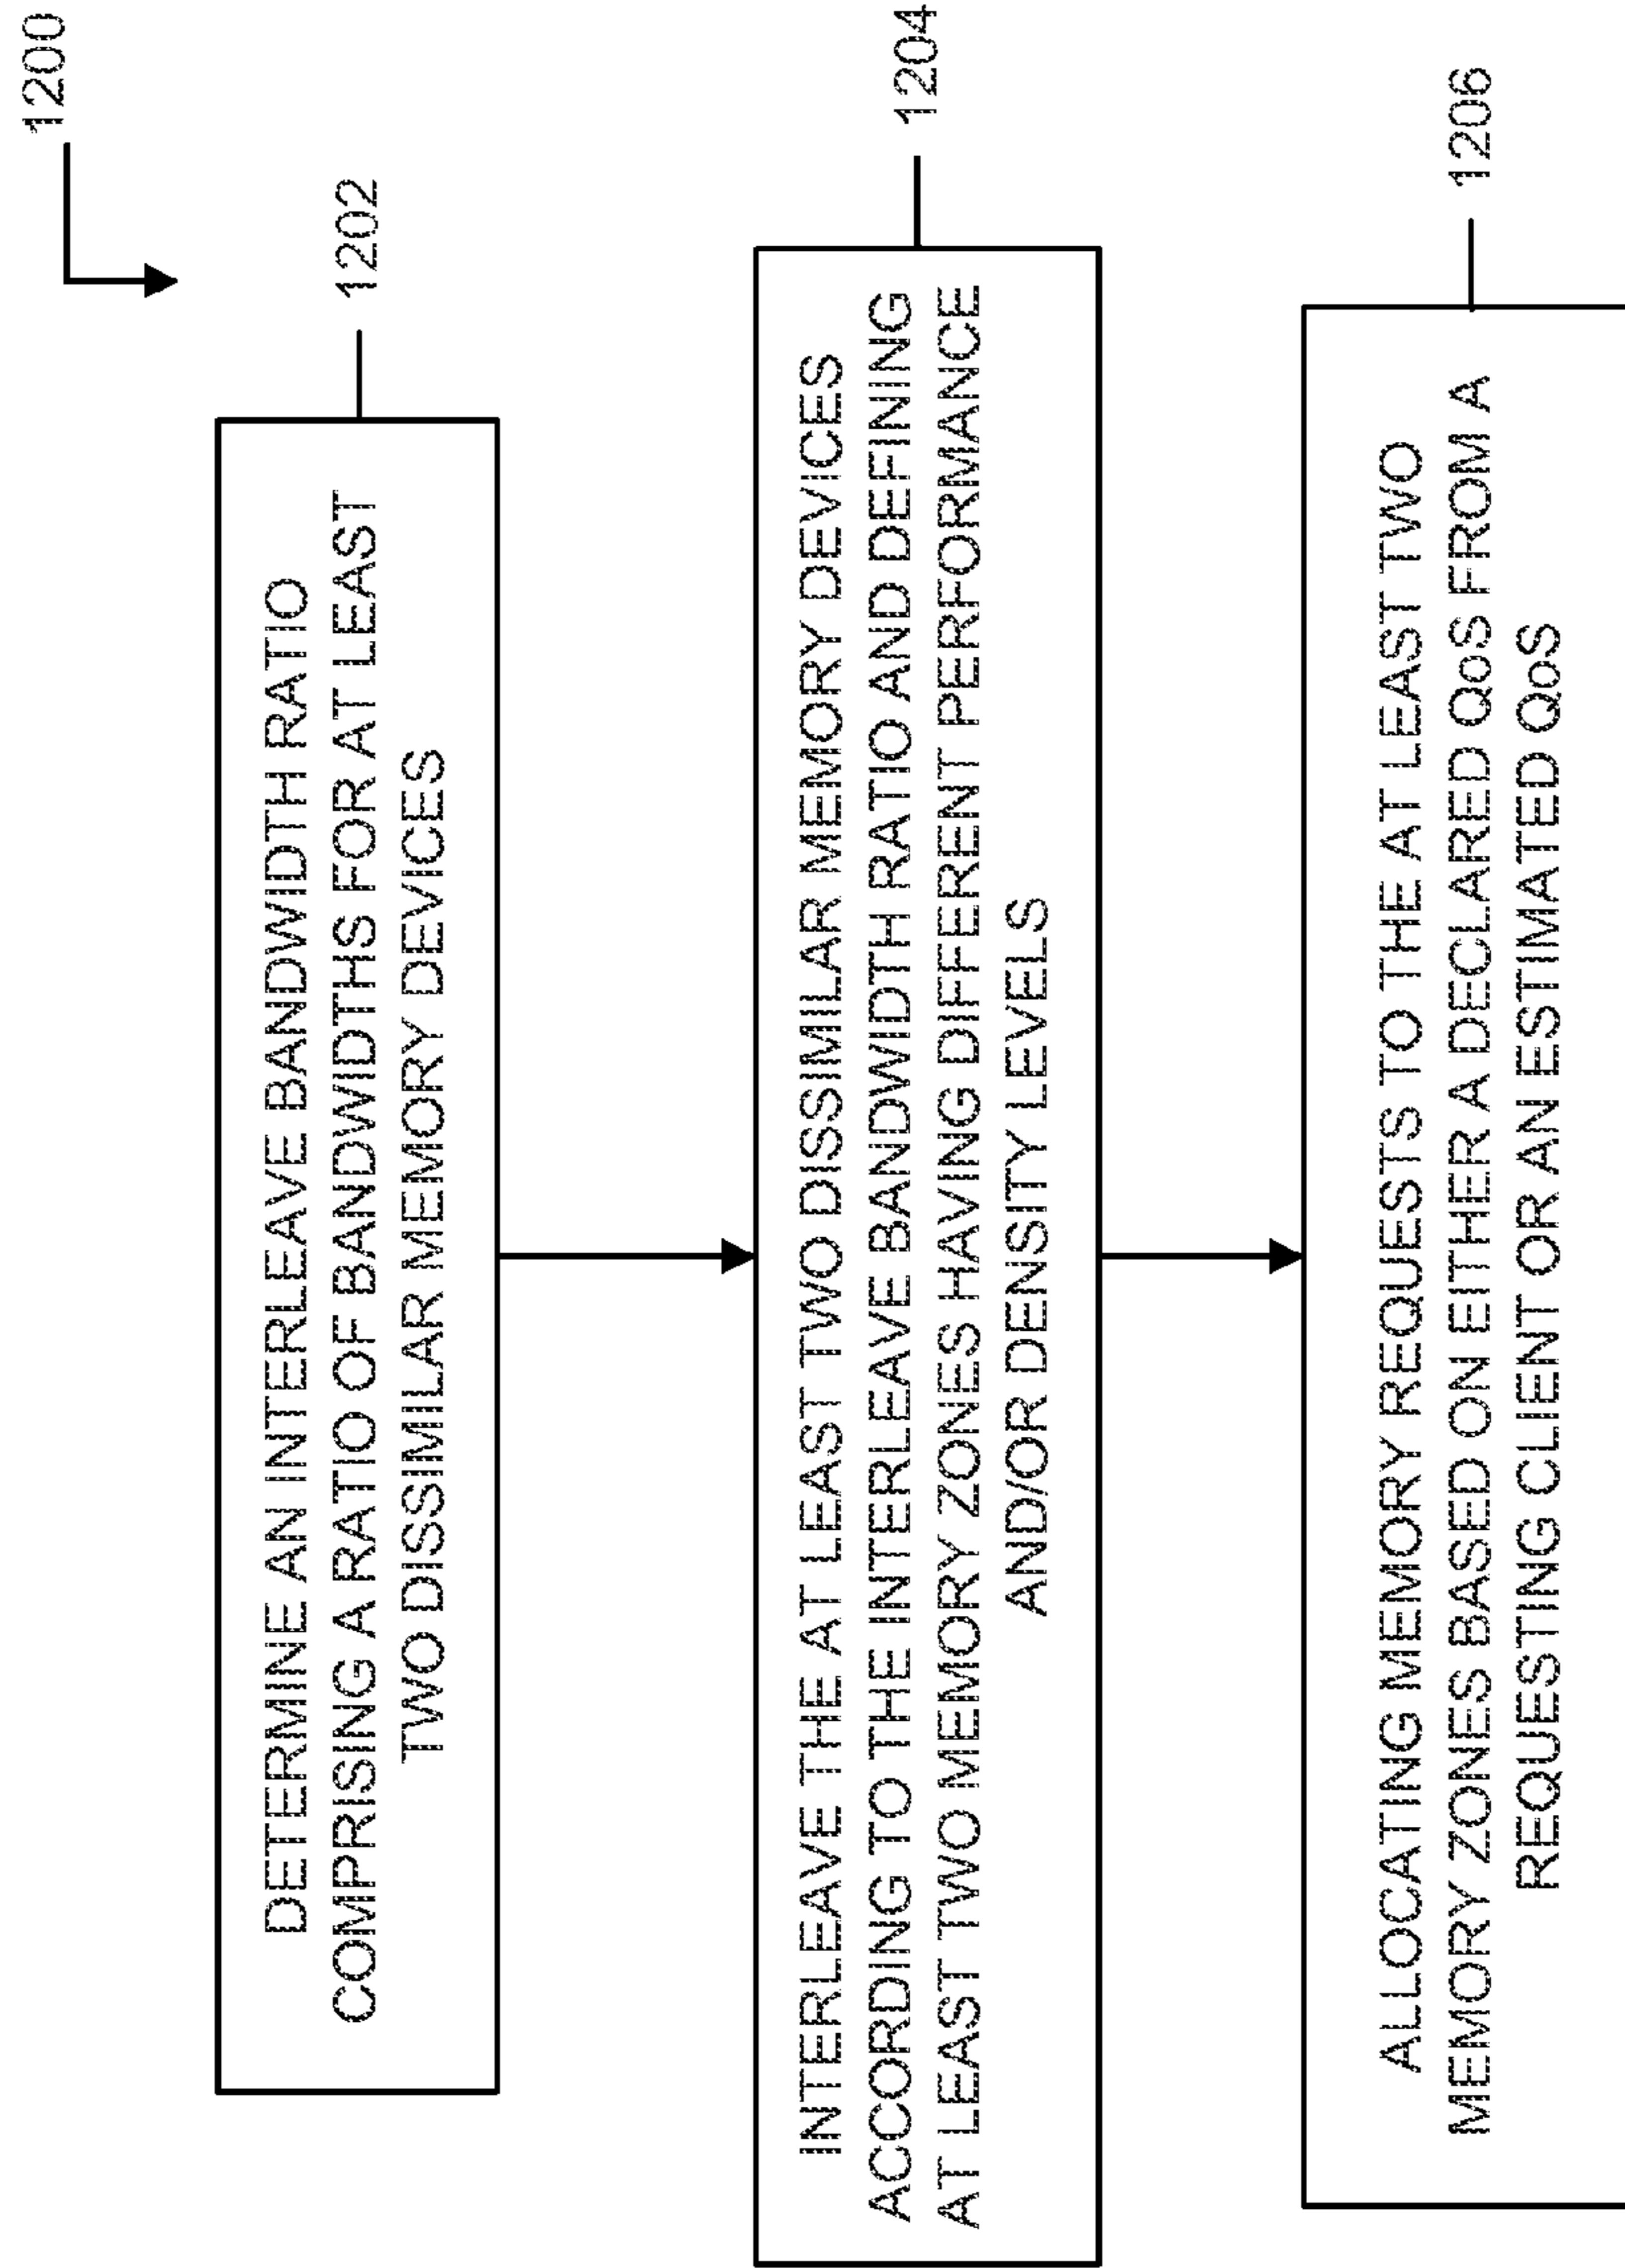 1200
DETERMINE AN INTERLEAVE BANDWIDTH RATIO
COMPRISING A RATIO OF BANDWIDTHS FOR AT LEAST
TWO DISSIMILAR MEMORY DEVICES
1202
INTERLEAVE THE AT LEAST TWO DISSIMILAR MEMORY DEVICES
ACCORDING TO THE INTERLEAVE BANDWIDTH RATIO AND DEFINING
AT LEAST TWO MEMORY ZONES HAVING DIFFERENT PERFORMANCE
AND/OR DENSITY LEVELS
1204
ALLOCATING MEMORY REQUESTS TO THE AT LEAST TWO
MEMORY ZONES BASED ON EITHER A DECLARED QoS FROM A
REQUESTING CLIENT OR AN ESTIMATED QoS
1206